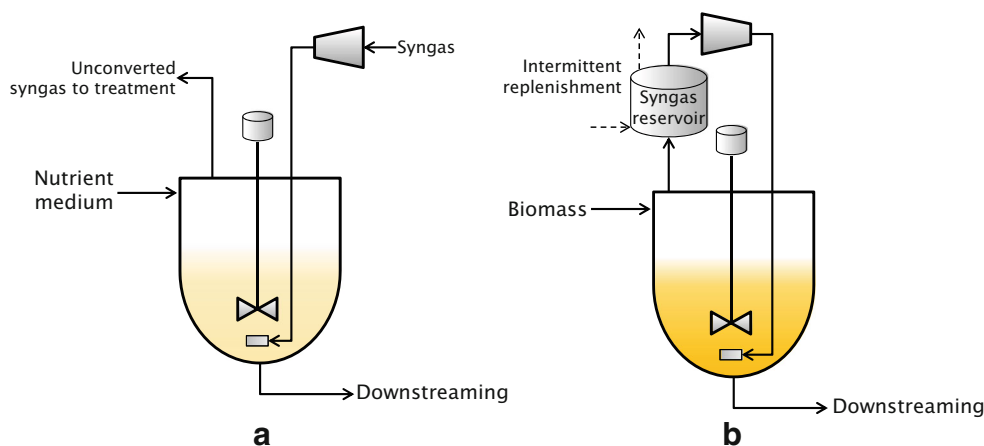 Syngas
Unconverted
syngas to treatment
Nutrient
medium
Downstreaming
a
Intermittent
replenishment
Syngas
reservoir
Biomass
Downstreaming
b